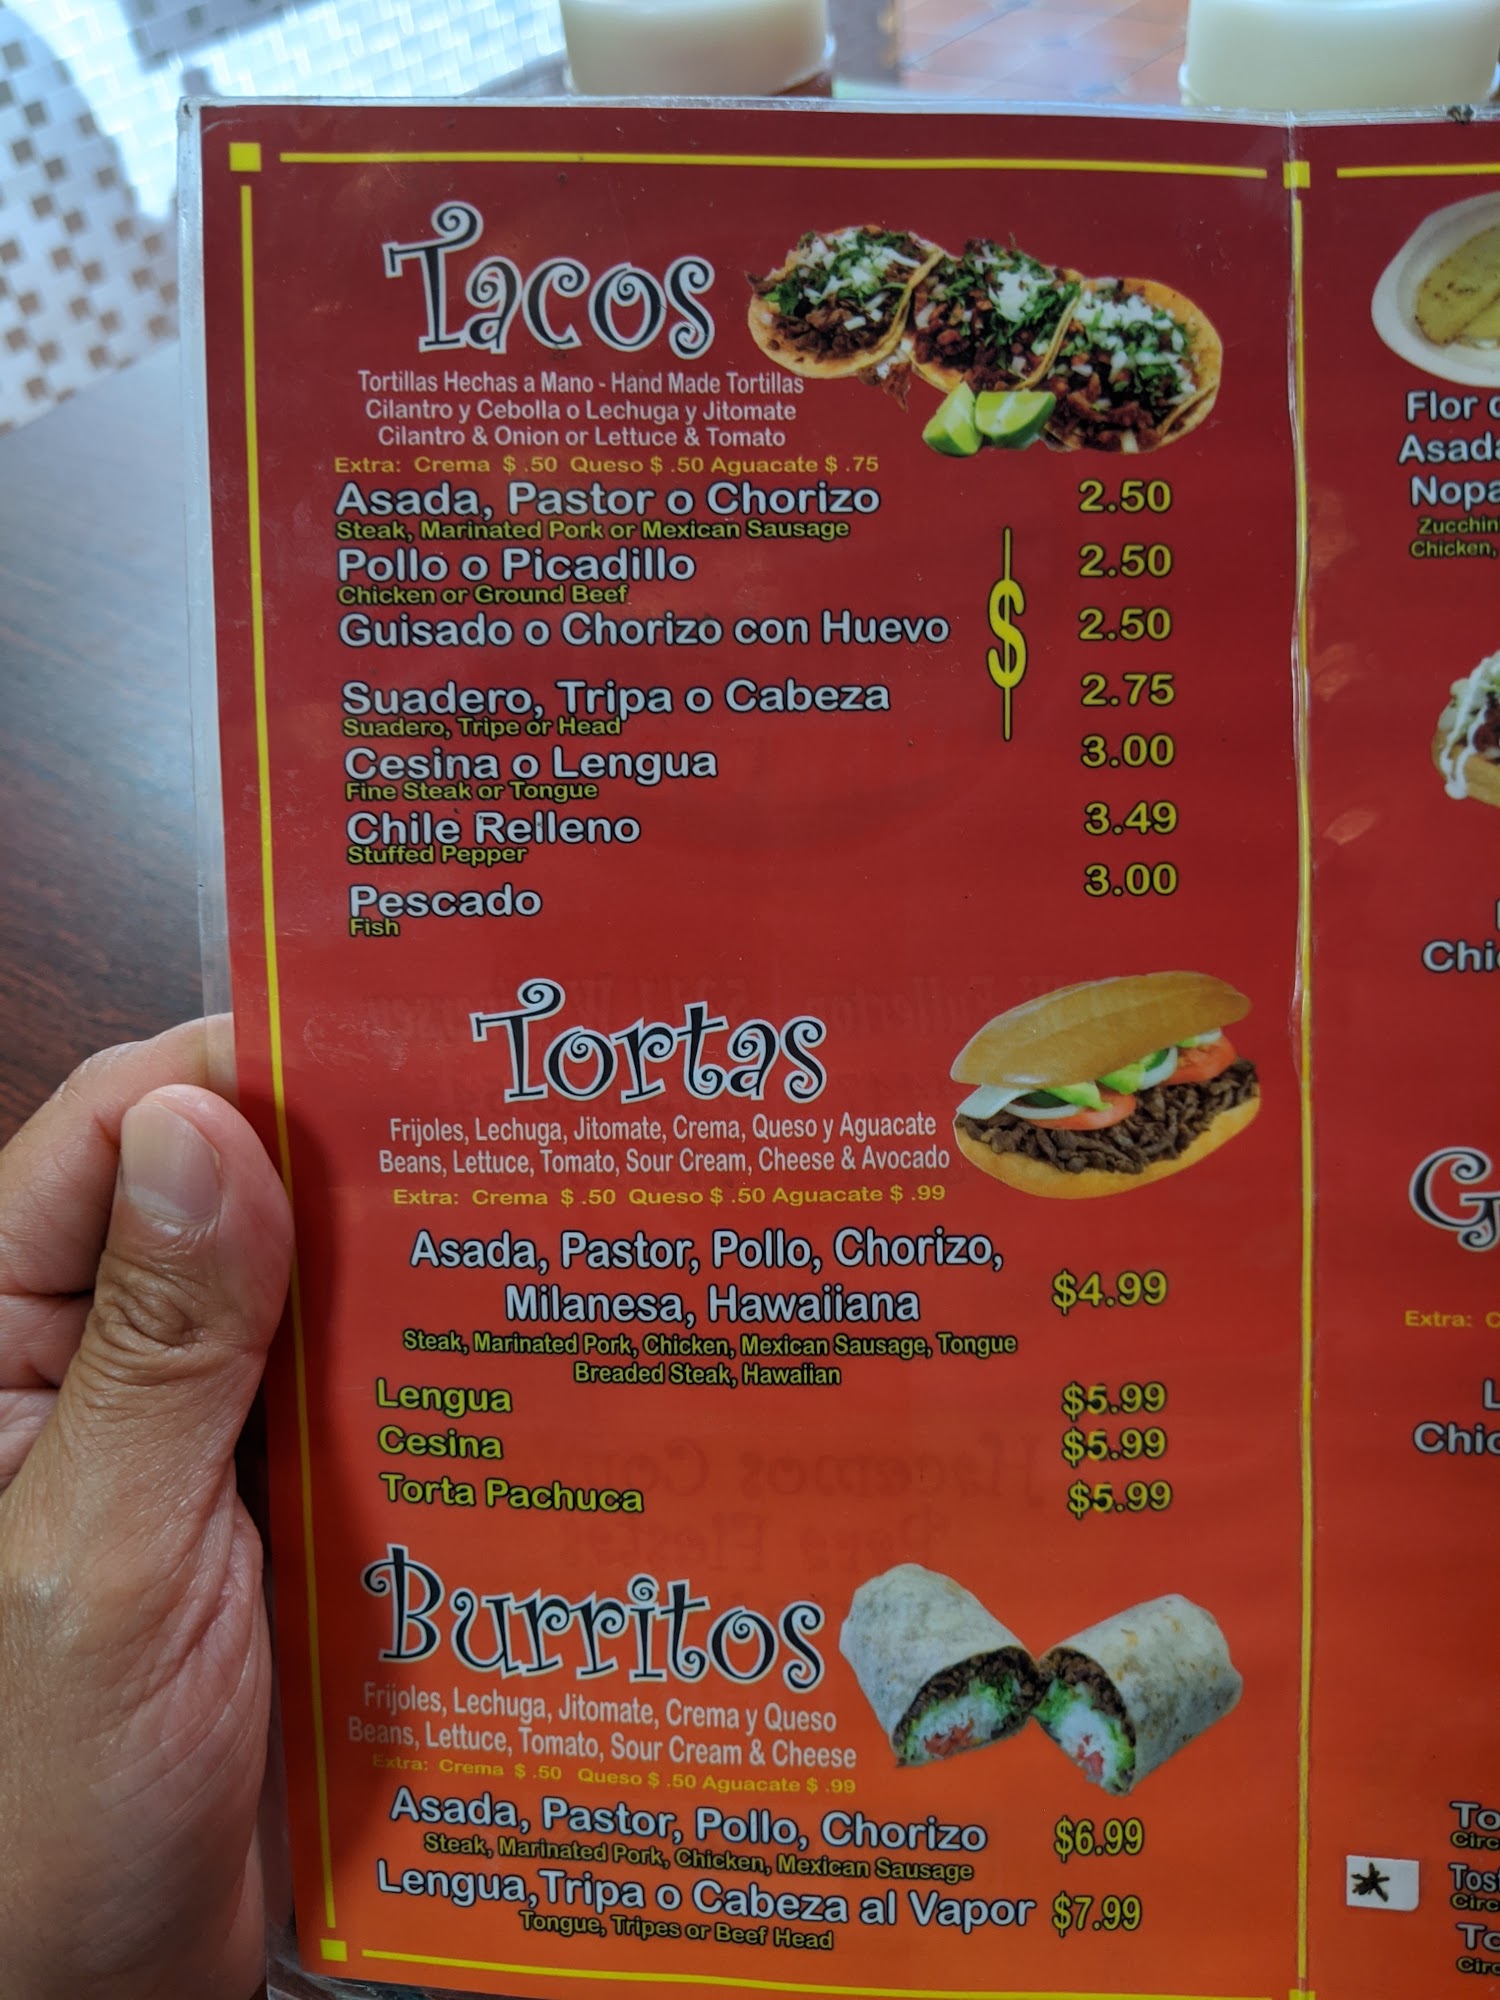 Tacos
Tortillas Hechas a Mano - Hand Made Tortillas
Cilantro y Cebolla o Lechuga y Jitomate
Cilantro & Onion or Lettuce & Tomato
Extra: Crema $ .50 Queso $ .50 Aguacate $ .75
Asada, Pastor o Chorizo 2.50
Steak, Marinated Pork or Mexican Sausage
Pollo o Picadillo 2.50
Chicken or Ground Beef
Guisado o Chorizo con Huevo $ 2.50
Suadero, Tripa o Cabeza 2.75
Suadero, Tripe or Head
Cesina o Lengua 3.00
Fine Steak or Tongue
Chile Relleno 3.49
Stuffed Pepper
Pescado 3.00
Fish
Tortas
Frijoles, Lechuga, Jitomate, Crema, Queso y Aguacate
Beans, Lettuce, Tomato, Sour Cream, Cheese & Avocado
Extra: Crema $ .50 Queso $ .50 Aguacate $ .99
Asada, Pastor, Pollo, Chorizo,
Milanesa, Hawaiiana $4.99
Steak, Marinated Pork, Chicken, Mexican Sausage, Tongue
Breaded Steak, Hawaiian
Lengua $5.99
Cesina $5.99
Torta Pachuca $5.99
Burritos
Frijoles, Lechuga, Jitomate, Crema y Queso
Beans, Lettuce, Tomato, Sour Cream & Cheese
Extra: Crema $ .50 Queso $ .50 Aguacate $ .99
Asada, Pastor, Pollo, Chorizo $6.99
Steak, Marinated Pork, Chicken, Mexican Sausage
Lengua, Tripa o Cabeza al Vapor $7.99
Tongue, Tripes or Beef Head
Flor
Chicken,
Extra: